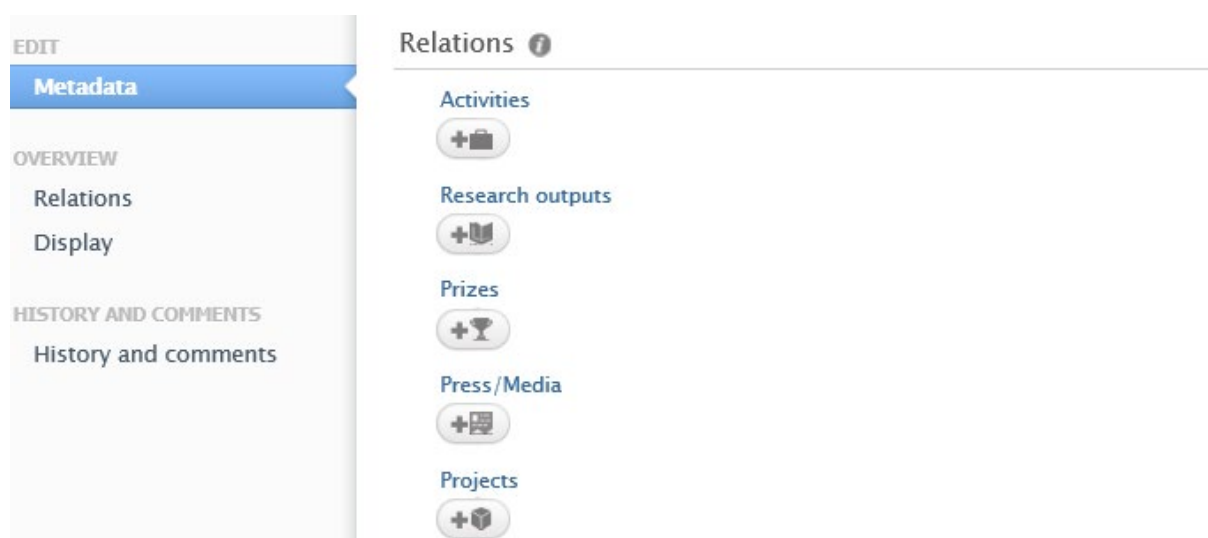 EDIT
Metadata
OVERVIEW
Relations
Display
HISTORY AND COMMENTS
History and comments
Relations
Activities
Research outputs
Prizes
Press/Media
Projects